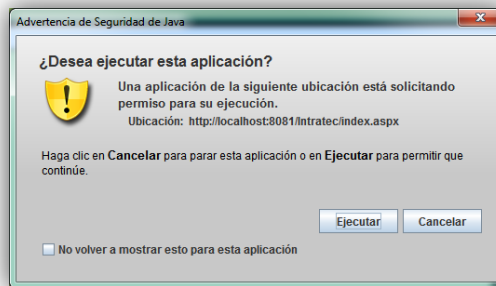 Advertencia de Seguridad de Java
¿Desea ejecutar esta aplicación?
Una aplicación de la siguiente ubicación está solicitando
permiso para su ejecución.
Ubicación: http://localhost:8081/Intratec/index.aspx
Haga clic en Cancelar para parar esta aplicación o en Ejecutar para permitir que
continúe.
Ejecutar Cancelar
No volver a mostrar esto para esta aplicación